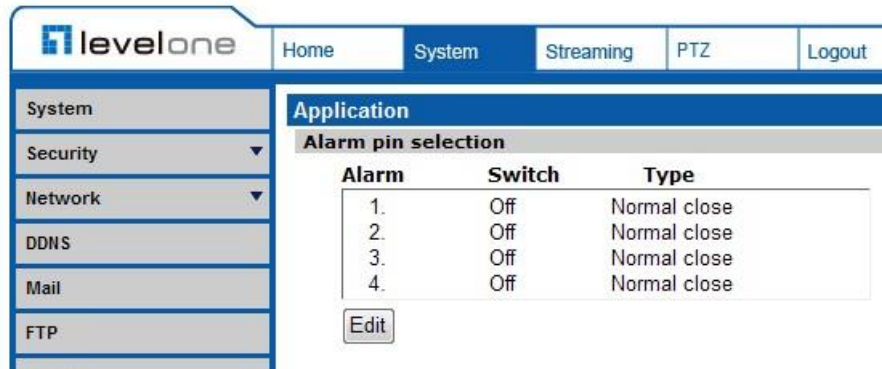 levelone
Home System Streaming PTZ Logout
System
Security
Network
DDNS
Mail
FTP
Application
Alarm pin selection
Alarm Switch Type
1. Off Normal close
2. Off Normal close
3. Off Normal close
4. Off Normal close
Edit